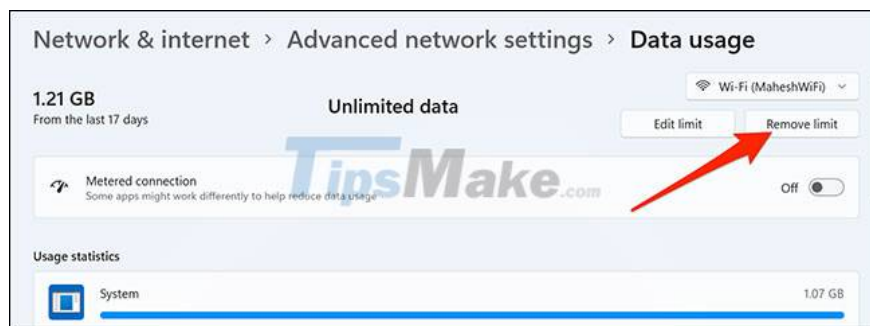 Network & internet > Advanced network settings > Data usage
Wi-Fi (MaheshWiFi)
1.21 GB
From the last 17 days
Unlimited data
Edit limit
Remove limit
TipsMake.com
Metered connection
Some apps might work differently to help reduce data usage
Off
Usage statistics
System
1.07 GB